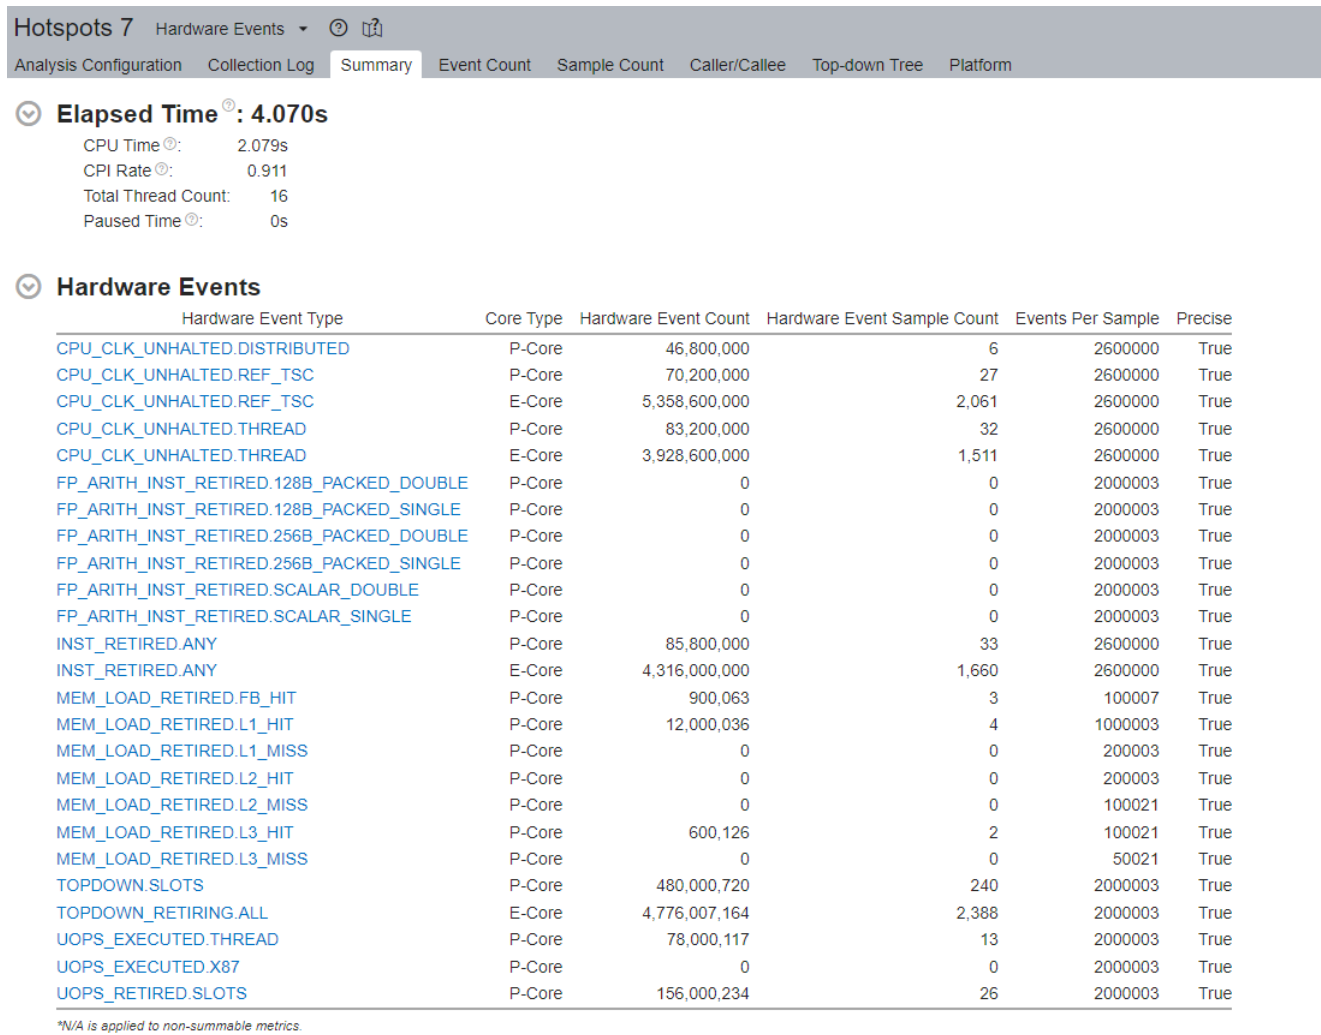 Hotspots 7 Hardware Events
Analysis Configuration Collection Log Summary Event Count Sample Count Caller/Callee Top-down Tree Platform
Elapsed Time ?: 4.070s
CPU Time ?: 2.079s
CPI Rate ?: 0.911
Total Thread Count: 16
Paused Time ?: 0s
Hardware Events
Hardware Event Type Core Type Hardware Event Count Hardware Event Sample Count Events Per Sample Precise
CPU_CLK_UNHALTED.DISTRIBUTED P-Core 46,800,000 6 2600000 True
CPU_CLK_UNHALTED.REF_TSC P-Core 70,200,000 27 2600000 True
CPU_CLK_UNHALTED.REF_TSC E-Core 5,358,600,000 2,061 2600000 True
CPU_CLK_UNHALTED.THREAD P-Core 83,200,000 32 2600000 True
CPU_CLK_UNHALTED.THREAD E-Core 3,928,600,000 1,511 2600000 True
FP_ARITH_INST_RETIRED.128B_PACKED_DOUBLE P-Core 0 0 2000003 True
FP_ARITH_INST_RETIRED.128B_PACKED_SINGLE P-Core 0 0 2000003 True
FP_ARITH_INST_RETIRED.256B_PACKED_DOUBLE P-Core 0 0 2000003 True
FP_ARITH_INST_RETIRED.256B_PACKED_SINGLE P-Core 0 0 2000003 True
FP_ARITH_INST_RETIRED.SCALAR_DOUBLE P-Core 0 0 2000003 True
FP_ARITH_INST_RETIRED.SCALAR_SINGLE P-Core 0 0 2000003 True
INST_RETIRED.ANY P-Core 85,800,000 33 2600000 True
INST_RETIRED.ANY E-Core 4,316,000,000 1,660 2600000 True
MEM_LOAD_RETIRED.FB_HIT P-Core 900,063 3 100007 True
MEM_LOAD_RETIRED.L1_HIT P-Core 12,000,036 4 1000003 True
MEM_LOAD_RETIRED.L1_MISS P-Core 0 0 200003 True
MEM_LOAD_RETIRED.L2_HIT P-Core 0 0 200003 True
MEM_LOAD_RETIRED.L2_MISS P-Core 0 0 100021 True
MEM_LOAD_RETIRED.L3_HIT P-Core 600,126 2 100021 True
MEM_LOAD_RETIRED.L3_MISS P-Core 0 0 50021 True
TOPDOWN.SLOTS P-Core 480,000,720 240 2000003 True
TOPDOWN_RETIRING.ALL E-Core 4,776,007,164 2,388 2000003 True
UOPS_EXECUTED.THREAD P-Core 78,000,117 13 2000003 True
UOPS_EXECUTED.X87 P-Core 0 0 2000003 True
UOPS_RETIRED.SLOTS P-Core 156,000,234 26 2000003 True
*N/A is applied to non-summable metrics.